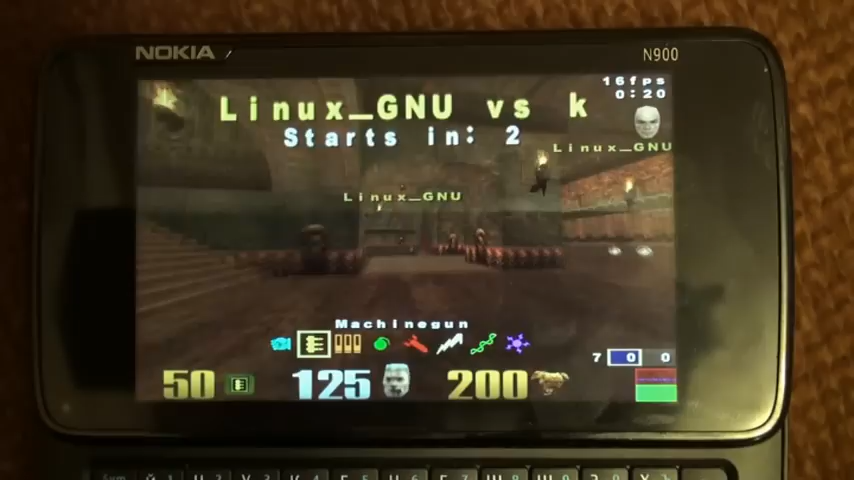 NOKIA
N900
16fps
0:20
Linux_GNU vs k
Starts in: 2
Linux_GNU
Linux_GNU
Machinegun
7 0 0
50 125 200